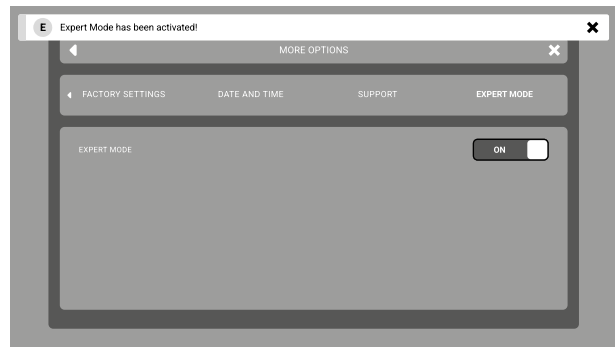 E Expert Mode has been activated!
MORE OPTIONS
FACTORY SETTINGS DATE AND TIME SUPPORT EXPERT MODE
EXPERT MODE ON